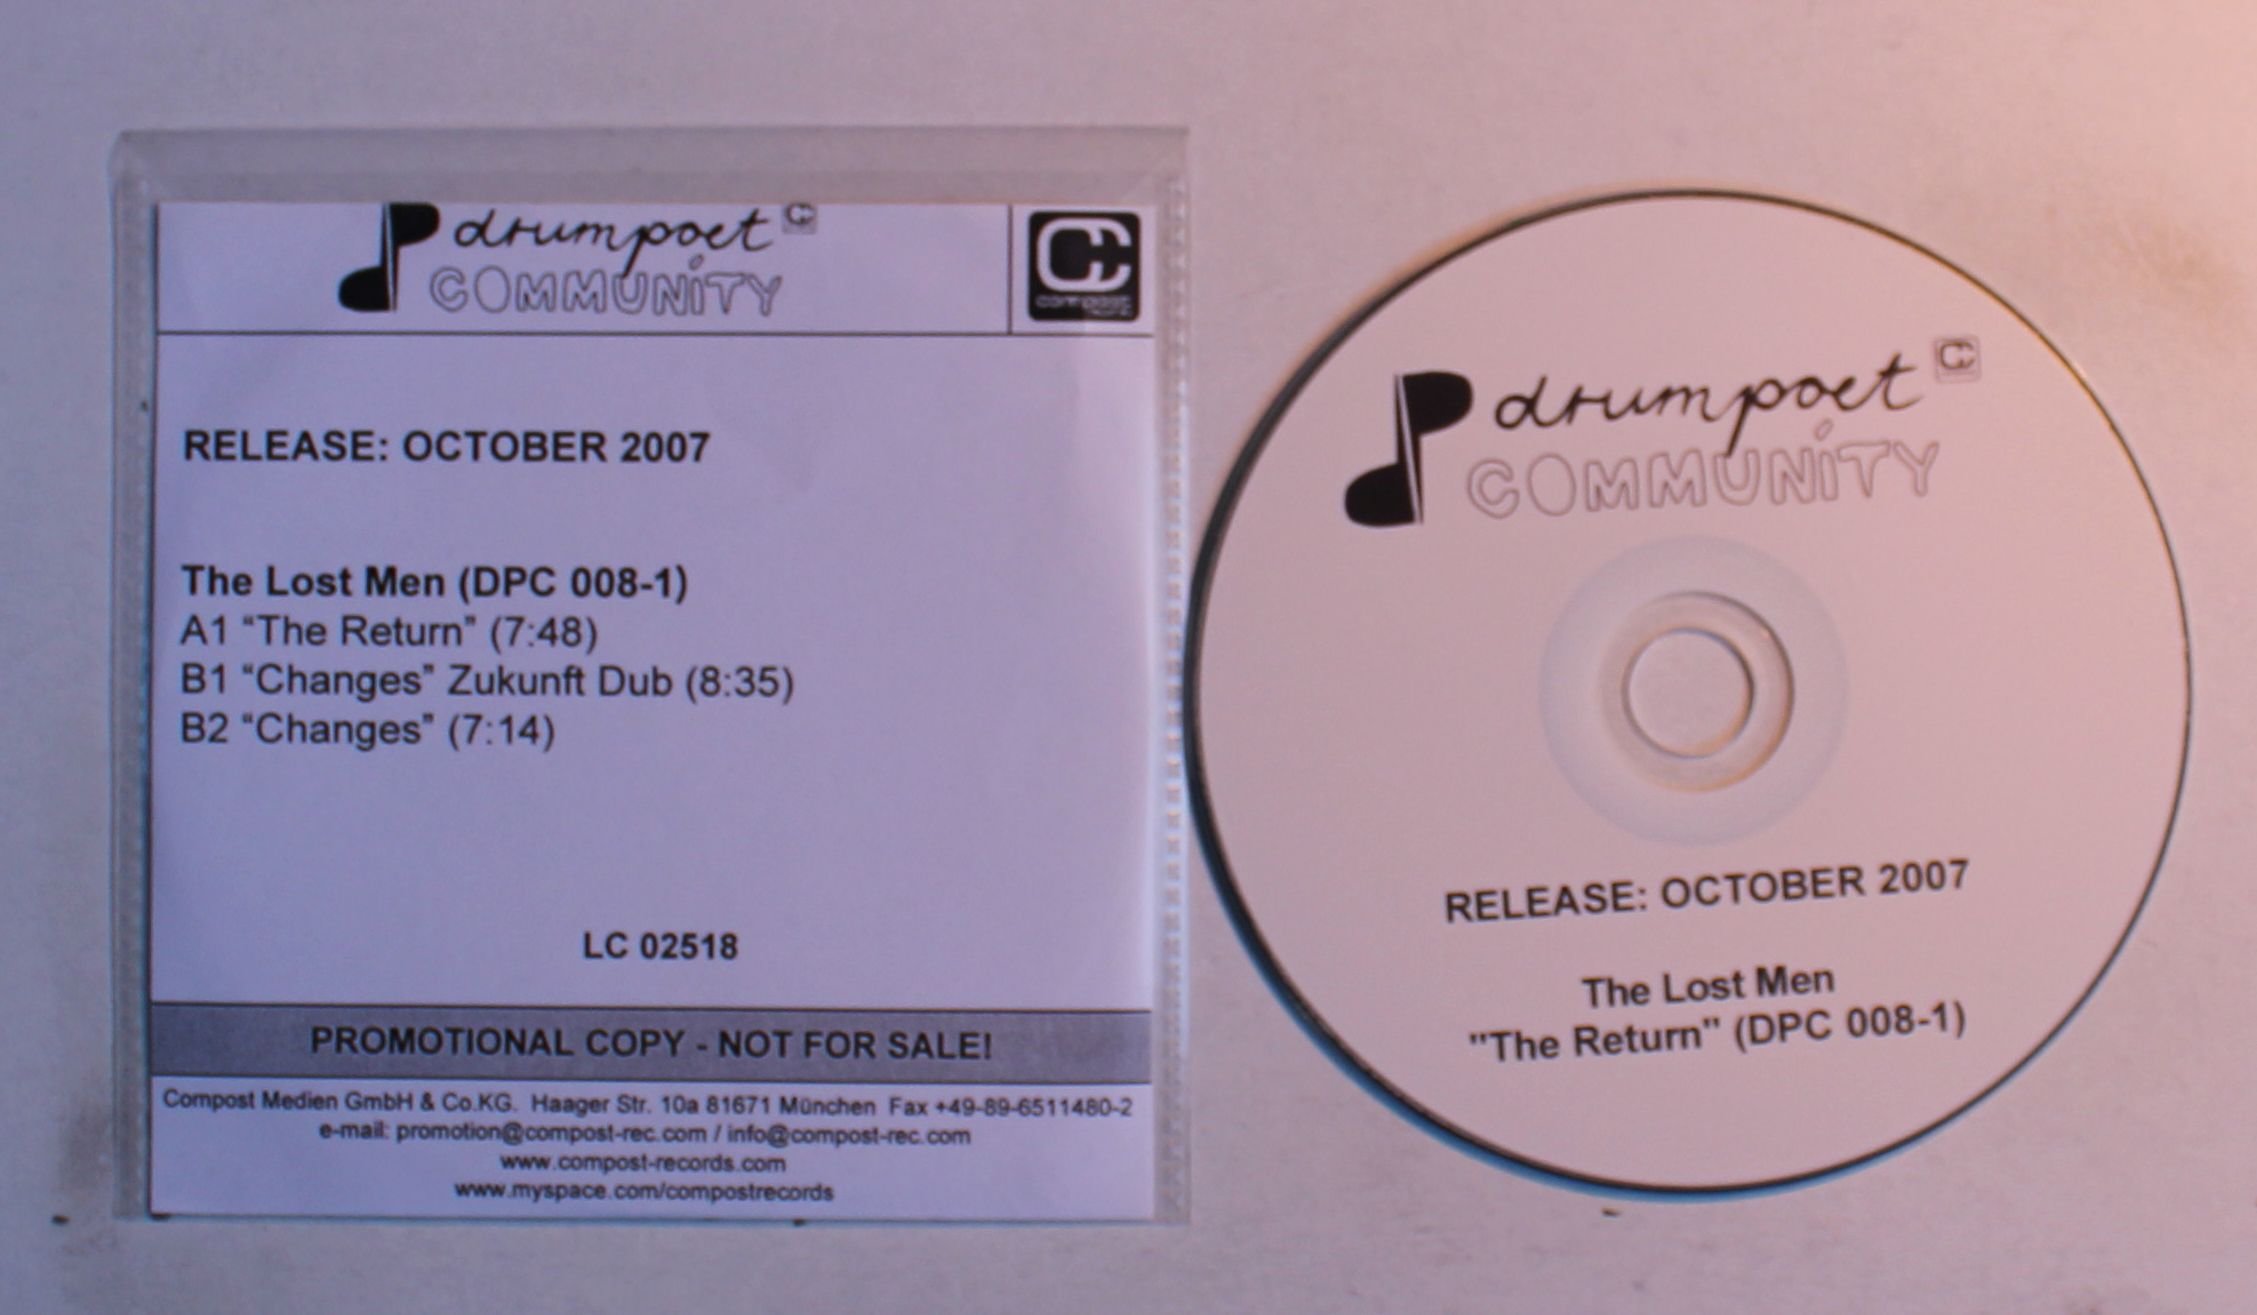 drumpoet
COMMUNITY
compost
RELEASE: OCTOBER 2007
The Lost Men (DPC 008-1)
A1 “The Return” (7:48)
B1 “Changes” Zukunft Dub (8:35)
B2 “Changes” (7:14)
LC 02518
PROMOTIONAL COPY - NOT FOR SALE!
Compost Medien GmbH & Co.KG. Haager Str. 10a 81671 München Fax +49-89-6511480-2
e-mail: promotion@compost-rec.com / info@compost-rec.com
www.compost-records.com
www.myspace.com/compostrecords
drumpoet
COMMUNITY
RELEASE: OCTOBER 2007
The Lost Men
"The Return" (DPC 008-1)